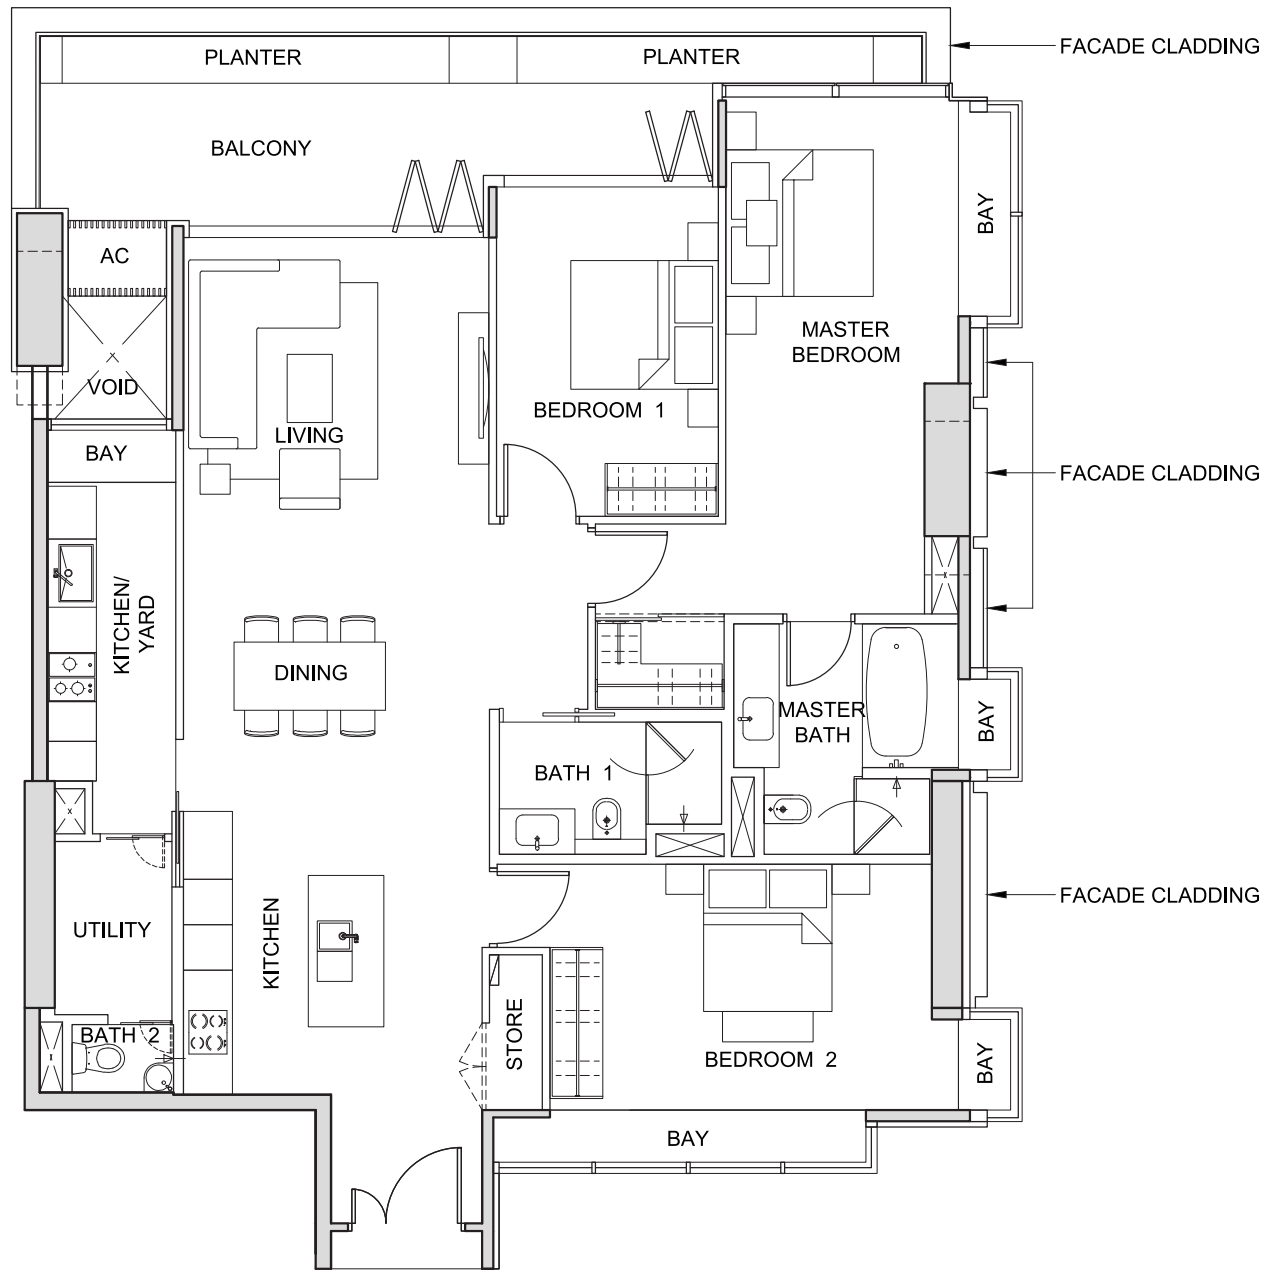 FACADE CLADDING
PLANTER
PLANTER
BALCONY
BAY
AC
MASTER
BEDROOM
VOID
BEDROOM 1
LIVING
BAY
FACADE CLADDING
KITCHEN/
YARD
DINING
MASTER
BATH
BAY
BATH 1
FACADE CLADDING
UTILITY
KITCHEN
BATH 2
STORE
BEDROOM 2
BAY
BAY